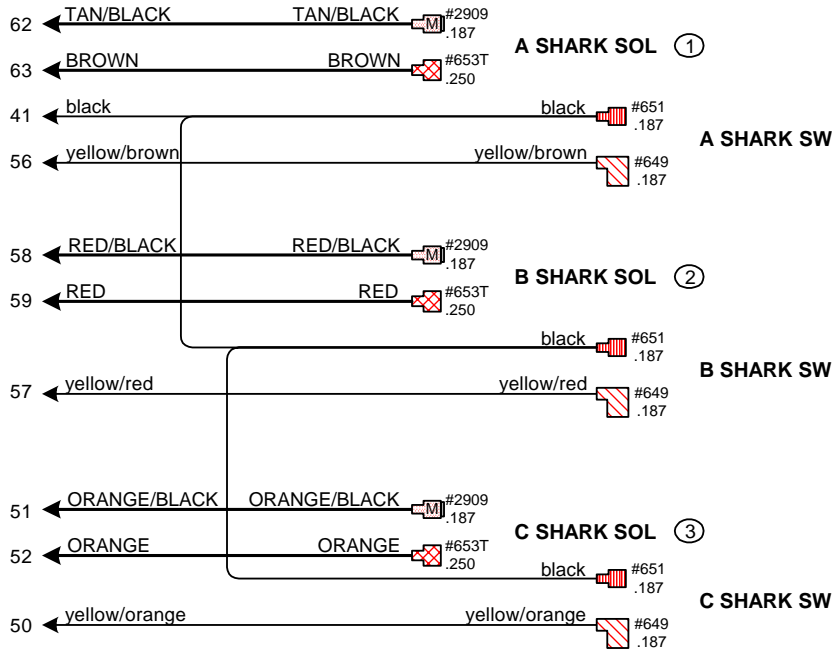 62 TAN/BLACK TAN/BLACK M #2909
.187
A SHARK SOL 1
63 BROWN BROWN #653T
.250
41 black black #651
.187
A SHARK SW
56 yellow/brown yellow/brown #649
.187
58 RED/BLACK RED/BLACK M #2909
.187
B SHARK SOL 2
59 RED RED #653T
.250
black #651
.187
B SHARK SW
57 yellow/red yellow/red #649
.187
51 ORANGE/BLACK ORANGE/BLACK M #2909
.187
C SHARK SOL 3
52 ORANGE ORANGE #653T
.250
black #651
.187
C SHARK SW
50 yellow/orange yellow/orange #649
.187